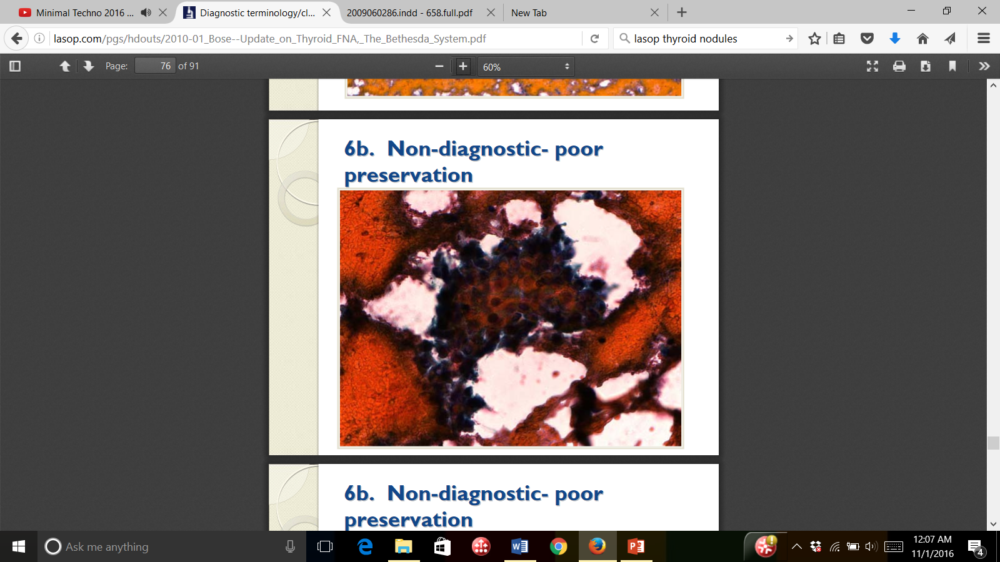 Minimal Techno 2016 ...
Diagnostic terminology/cl...
2009060286.indd - 658.full.pdf
New Tab
lasop.com/pgs/hdouts/2010-01_Bose--Update_on_Thyroid_FNA,_The_Bethesda_System.pdf
lasop thyroid nodules
Page: 76 of 91
60%
6b. Non-diagnostic- poor
preservation
6b. Non-diagnostic- poor
preservation
Ask me anything
12:07 AM
11/1/2016
4